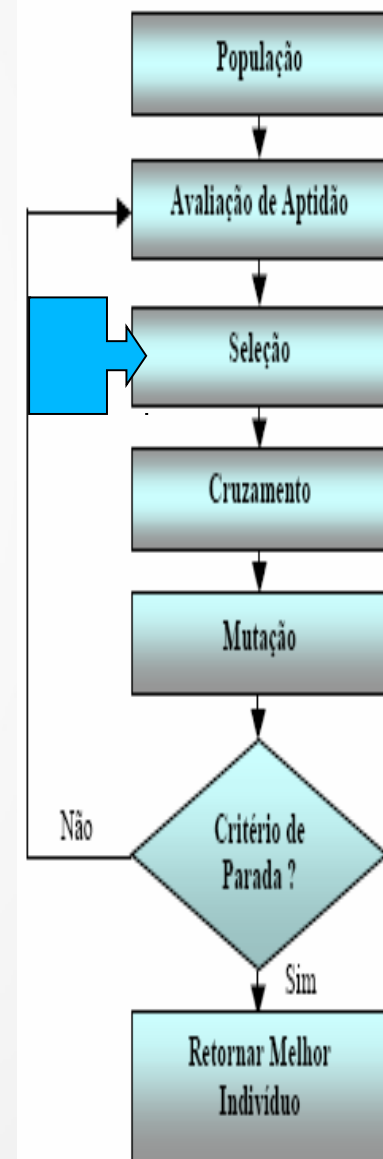 População
Avaliação de Aptidão
Seleção
Cruzamento
Mutação
Não
Critério de
Parada ?
Sim
Retornar Melhor
Indivíduo